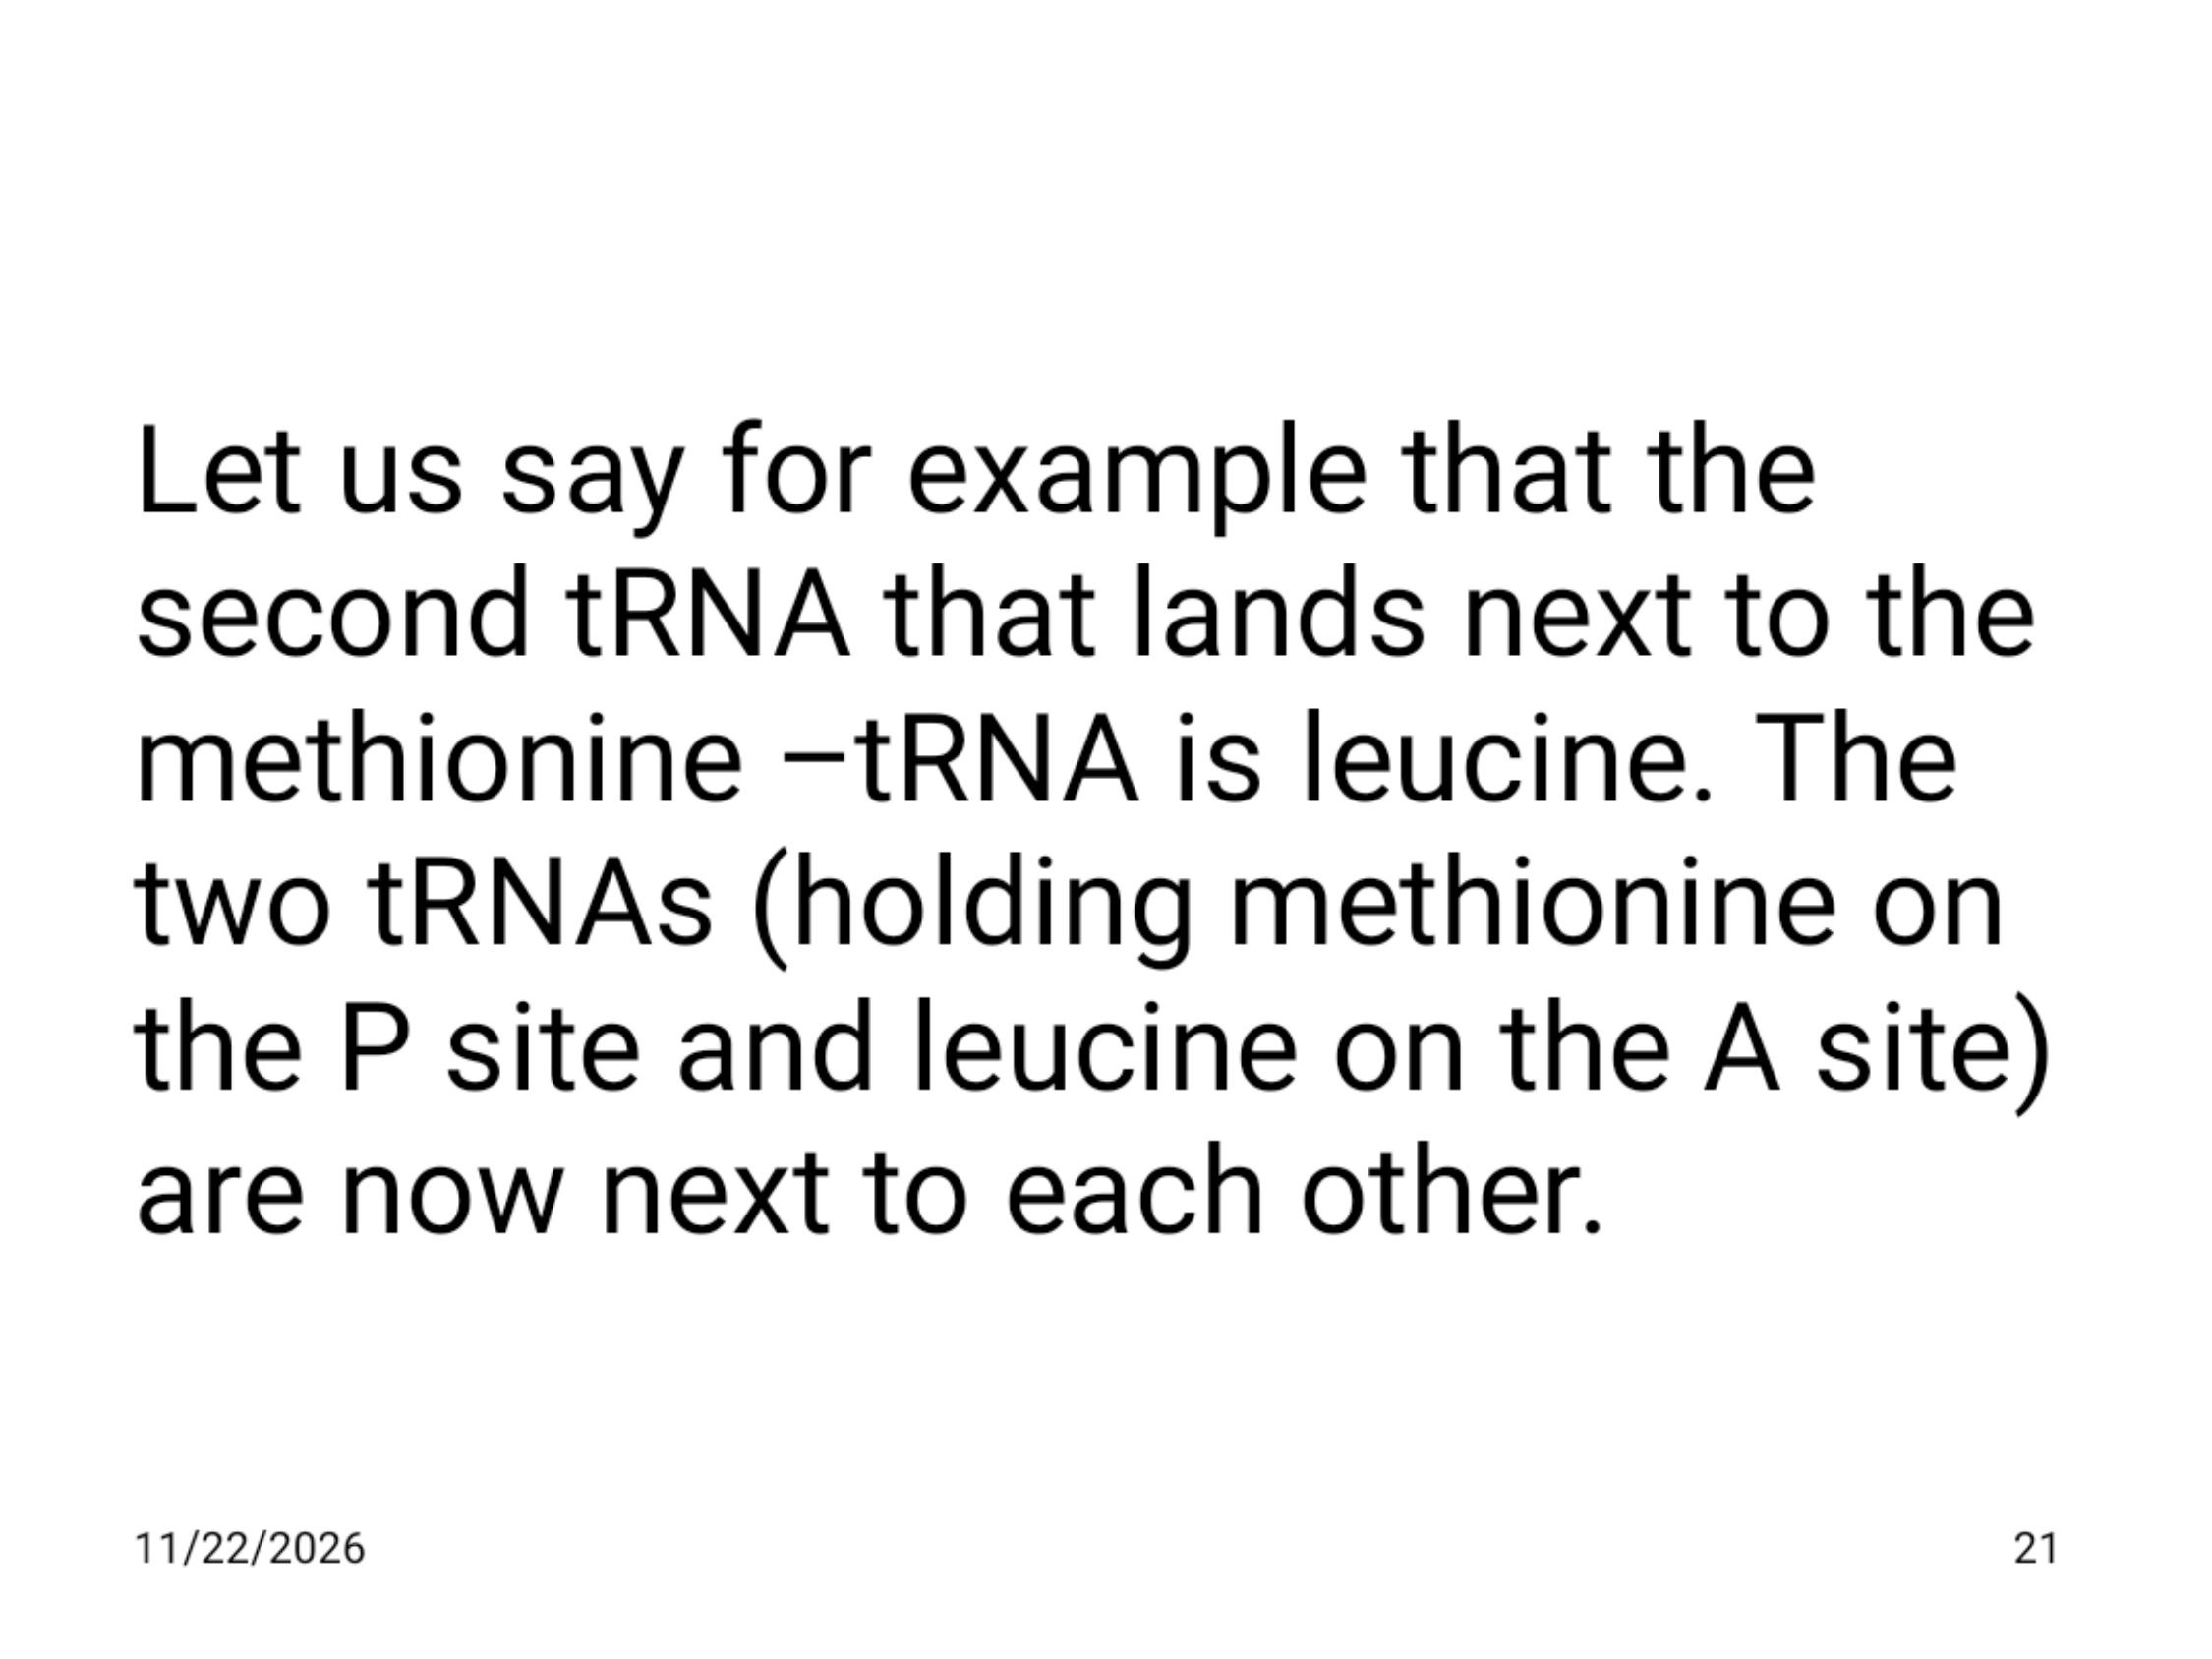 Let us say for example that the
second tRNA that lands next to the
methionine –tRNA is leucine. The
two tRNAs (holding methionine on
the P site and leucine on the A site)
are now next to each other.
11/22/2026
21